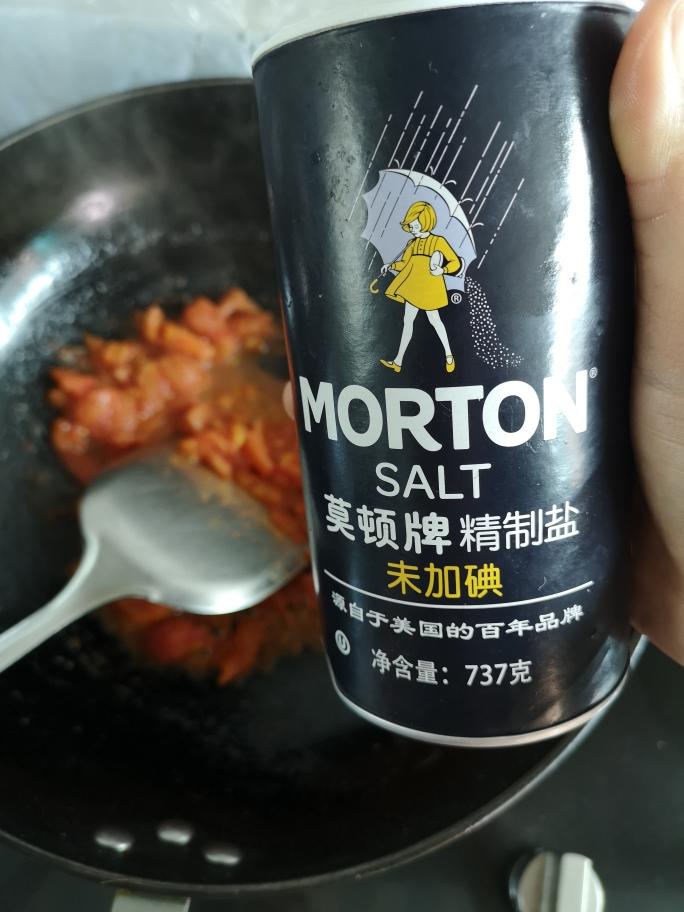 ®
MORTON®
SALT
莫顿牌 精制盐
未加碘
源自于美国的百年品牌
净含量：737克